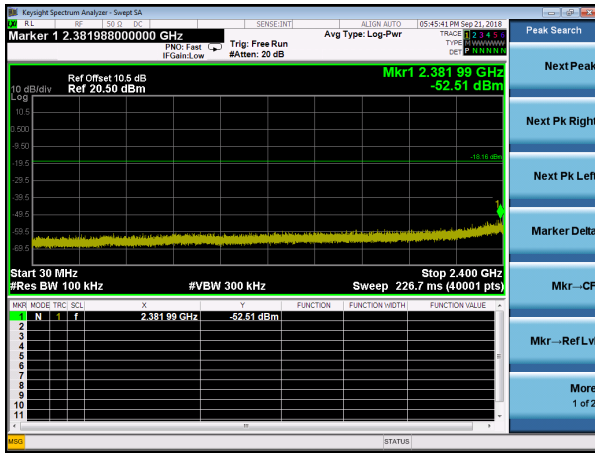 Keysight Spectrum Analyzer - Swept SA
RL RF 50 Ω DC SENSE:INT ALIGN AUTO 05:45:41 PM Sep 21, 2018
Marker 1 2.381988000000 GHz
PNO: Fast
IFGain:Low
Trig: Free Run
#Atten: 20 dB
Avg Type: Log-Pwr
TRACE 1 2 3 4 5 6
TYPE M W W W W W
DET P N N N N N
Ref Offset 10.5 dB
10 dB/div Ref 20.50 dBm
Log
Mkr1 2.381 99 GHz
-52.51 dBm
10.5
0.500
-9.50
-18.16 dBm
-19.5
-29.5
-39.5
1
-49.5
-59.5
-69.5
Start 30 MHz Stop 2.400 GHz
#Res BW 100 kHz #VBW 300 kHz Sweep 226.7 ms (40001 pts)
MKR MODE TRC SCL X Y FUNCTION FUNCTION WIDTH FUNCTION VALUE
1 N 1 f 2.381 99 GHz -52.51 dBm
2
3
4
5
6
7
8
9
10
11
MSG STATUS
Peak Search
Next Peak
Next Pk Right
Next Pk Left
Marker Delta
Mkr→CF
Mkr→Ref Lvl
More
1 of 2